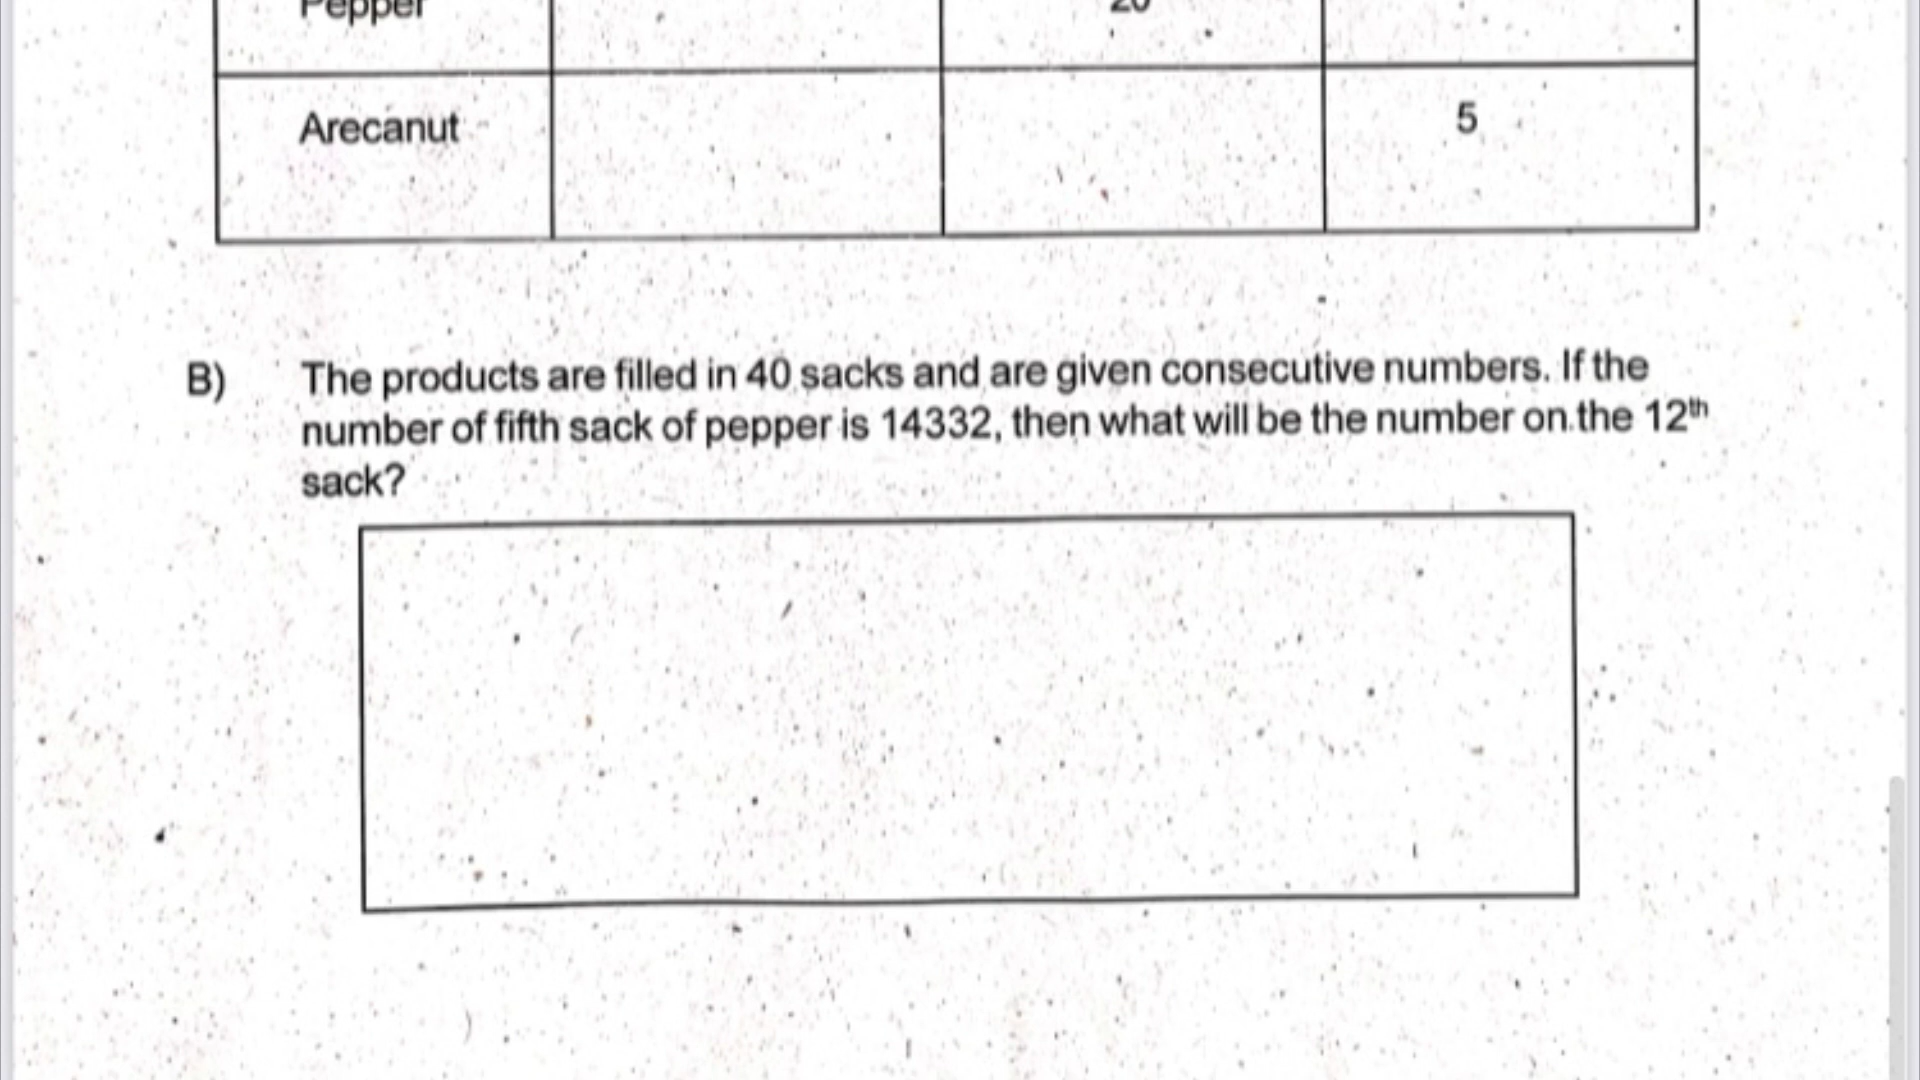 Pepper 20
Arecanut 5
B) The products are filled in 40 sacks and are given consecutive numbers. If the
number of fifth sack of pepper is 14332, then what will be the number on the 12th
sack?